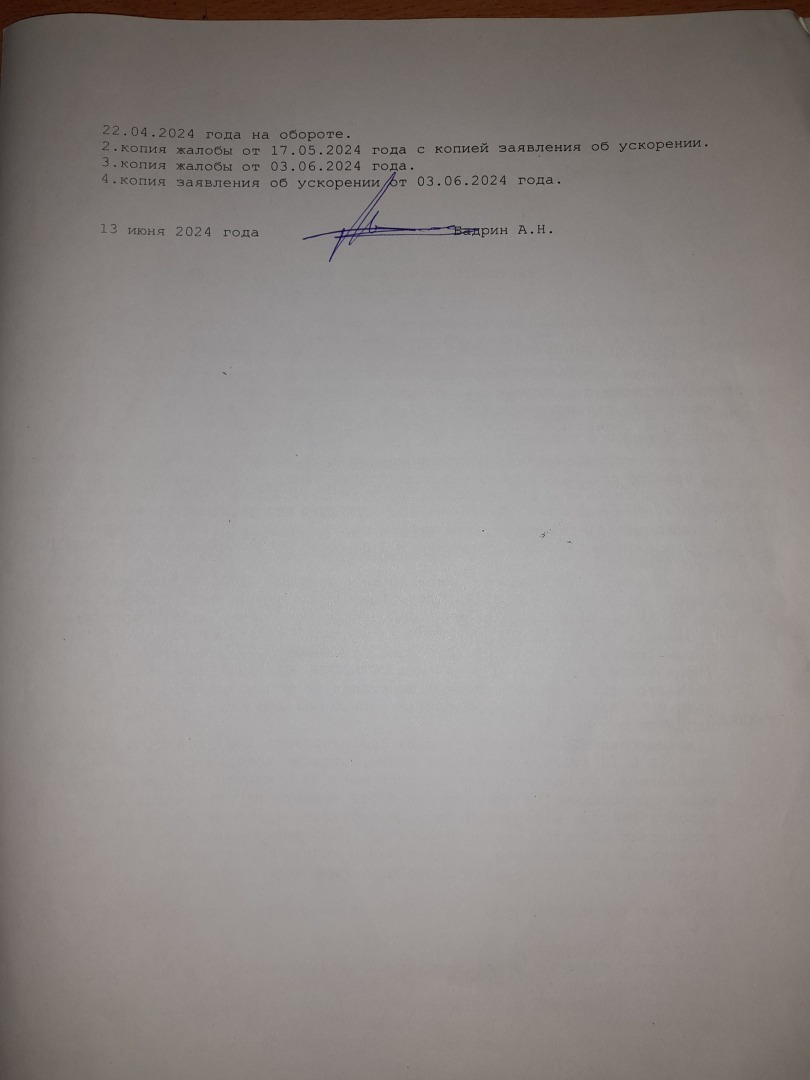 22.04.2024 года на обороте.
2.копия жалобы от 17.05.2024 года с копией заявления об ускорении.
3.копия жалобы от 03.06.2024 года.
4.копия заявления об ускорении от 03.06.2024 года.
13 июня 2024 года А.Н.